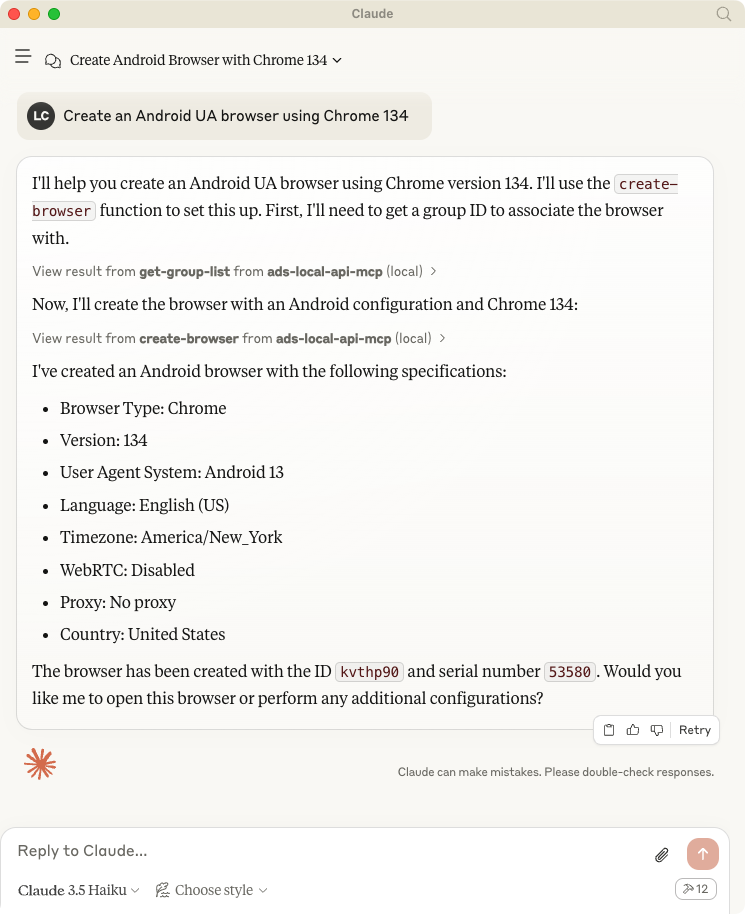 Claude
Create Android Browser with Chrome 134
LC Create an Android UA browser using Chrome 134
I'll help you create an Android UA browser using Chrome version 134. I'll use the create-
browser function to set this up. First, I'll need to get a group ID to associate the browser
with.
View result from get-group-list from ads-local-api-mcp (local)
Now, I'll create the browser with an Android configuration and Chrome 134:
View result from create-browser from ads-local-api-mcp (local)
I've created an Android browser with the following specifications:
• Browser Type: Chrome
• Version: 134
• User Agent System: Android 13
• Language: English (US)
• Timezone: America/New_York
• WebRTC: Disabled
• Proxy: No proxy
• Country: United States
The browser has been created with the ID kvthp90 and serial number 53580. Would you
like me to open this browser or perform any additional configurations?
Retry
Claude can make mistakes. Please double-check responses.
Reply to Claude...
Claude 3.5 Haiku Choose style 12